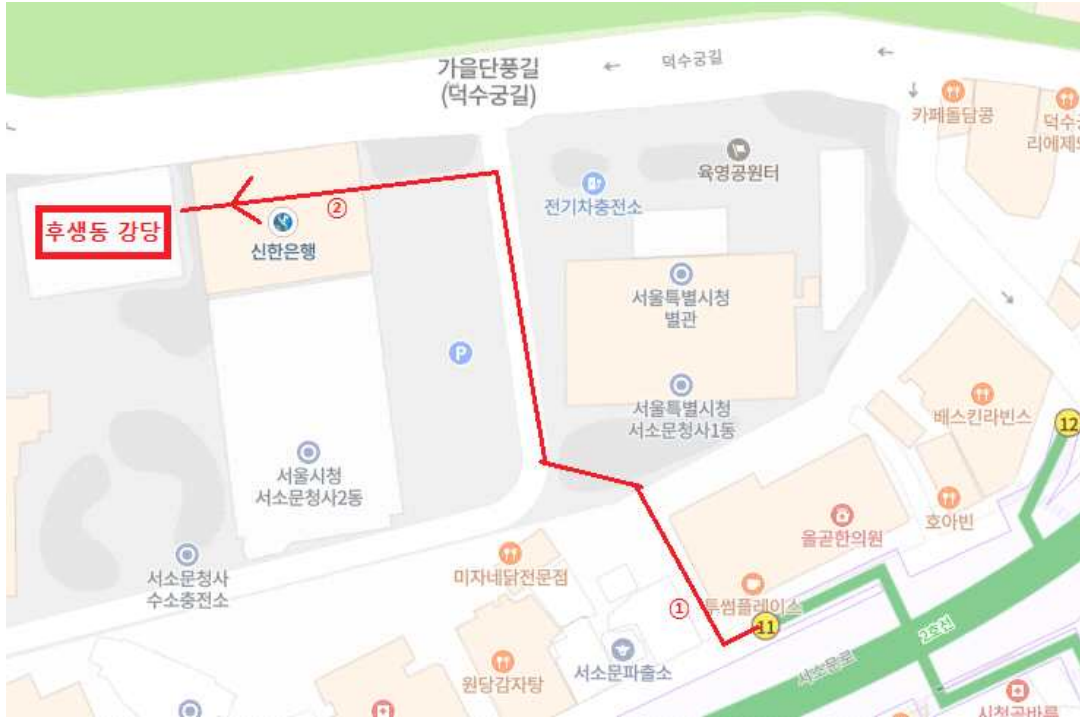 가을단풍길
(덕수궁길)
덕수궁길
카페돌담콩
육영공원터
전기차충전소
후생동 강당
②
신한은행
서울특별시청
별관
P
서울특별시청
서소문청사1동
배스킨라빈스
12
서울시청
서소문청사2동
호아빈
올곧한의원
서소문청사
수소충전소
미자네닭전문점
투썸플레이스
①
11
2호선
서소문로
서소문파출소
원당감자탕